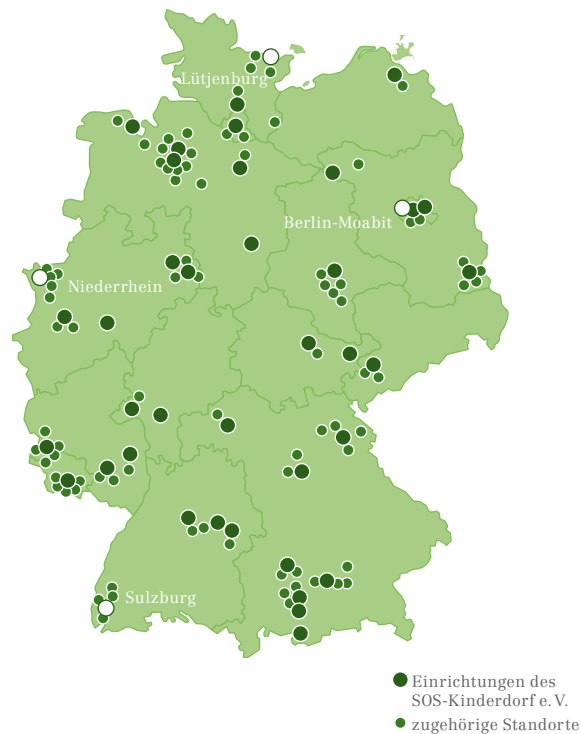 Lütjenburg
Berlin-Moabit
Niederrhein
Sulzburg
Einrichtungen des
SOS-Kinderdorf e. V.
zugehörige Standorte